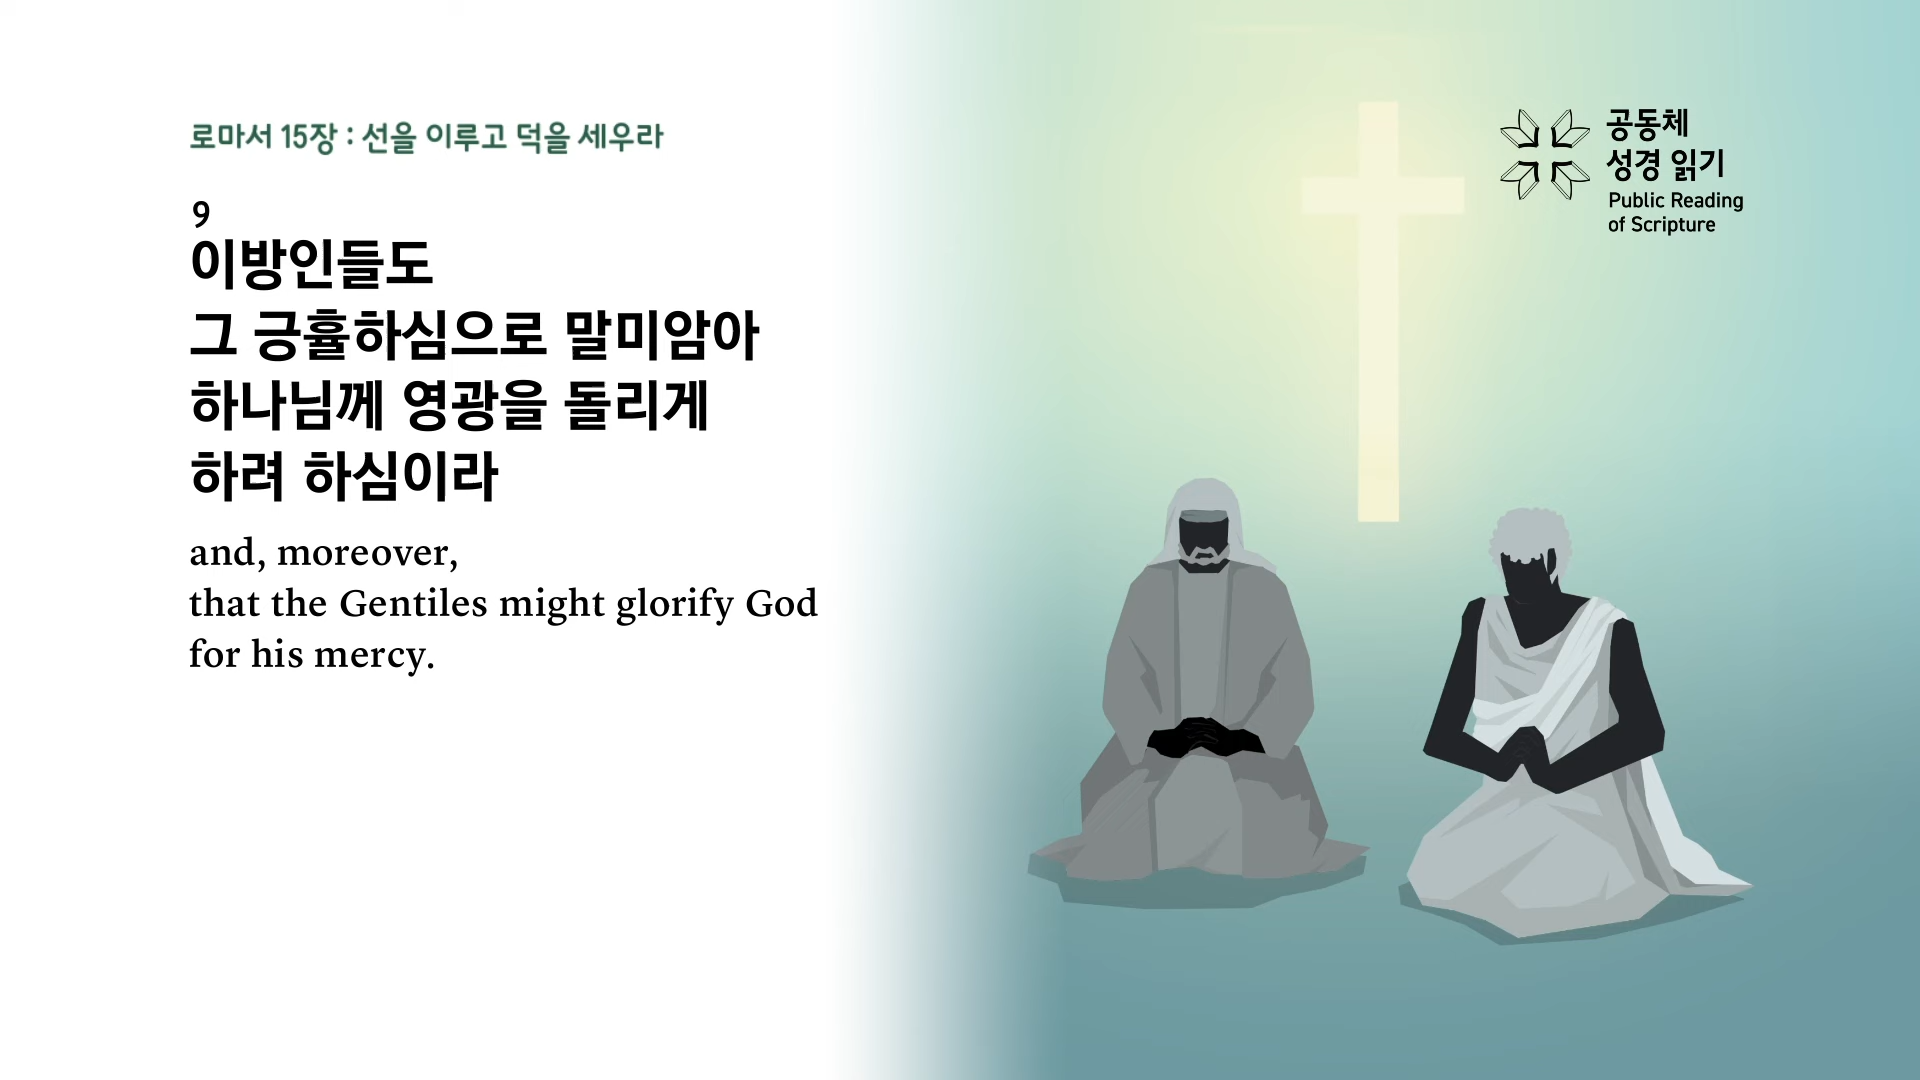 로마서 15장 : 선을 이루고 덕을 세우라
9
이방인들도
그 긍휼하심으로 말미암아
하나님께 영광을 돌리게
하려 하심이라
and, moreover,
that the Gentiles might glorify God
for his mercy.
공동체
성경 읽기
Public Reading
of Scripture